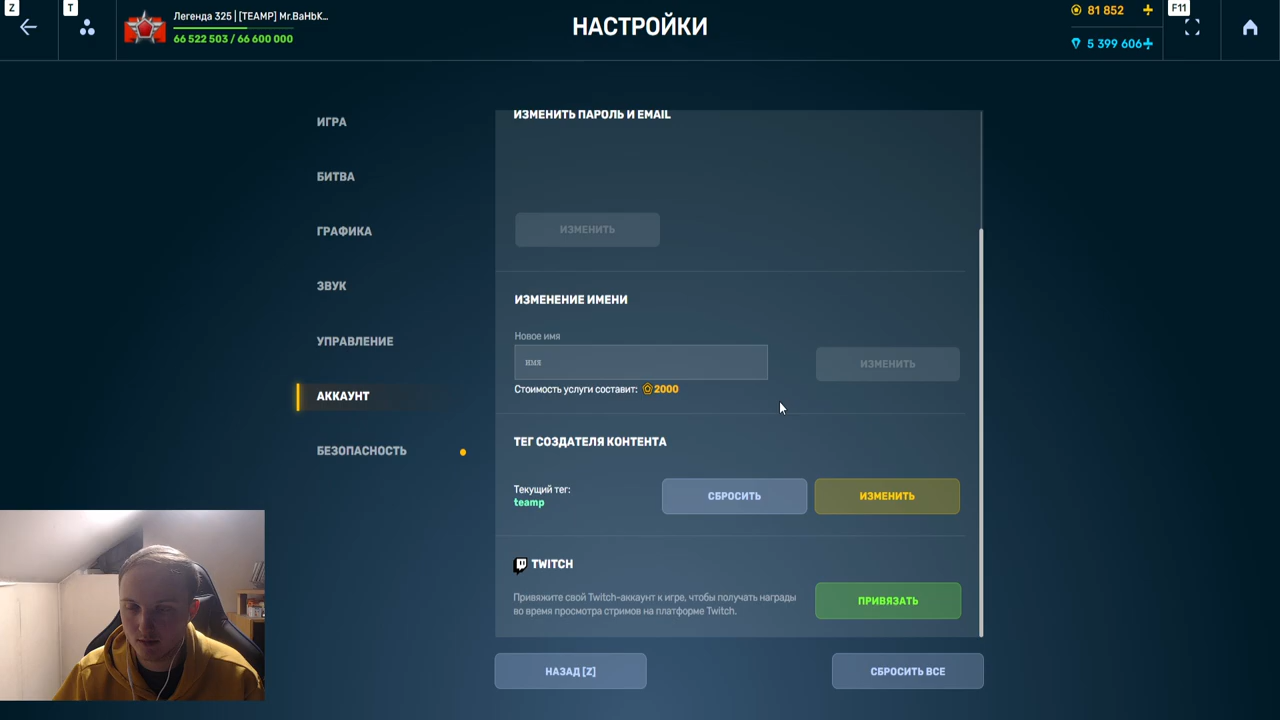 Z
T
Легенда 325 | [TEAMP] Mr.BaHbK...
66 522 503 / 66 600 000
НАСТРОЙКИ
81 852 +
5 399 606+
F11
ИГРА
БИТВА
ГРАФИКА
ЗВУК
УПРАВЛЕНИЕ
АККАУНТ
БЕЗОПАСНОСТЬ
ИЗМЕНИТЬ ПАРОЛЬ И EMAIL
ИЗМЕНИТЬ
ИЗМЕНЕНИЕ ИМЕНИ
Новое имя
имя
ИЗМЕНИТЬ
Стоимость услуги составит: 2000
ТЕГ СОЗДАТЕЛЯ КОНТЕНТА
Текущий тег:
teamp
СБРОСИТЬ
ИЗМЕНИТЬ
TWITCH
Привяжите свой Twitch-аккаунт к игре, чтобы получать награды
во время просмотра стримов на платформе Twitch.
ПРИВЯЗАТЬ
НАЗАД [Z]
СБРОСИТЬ ВСЕ